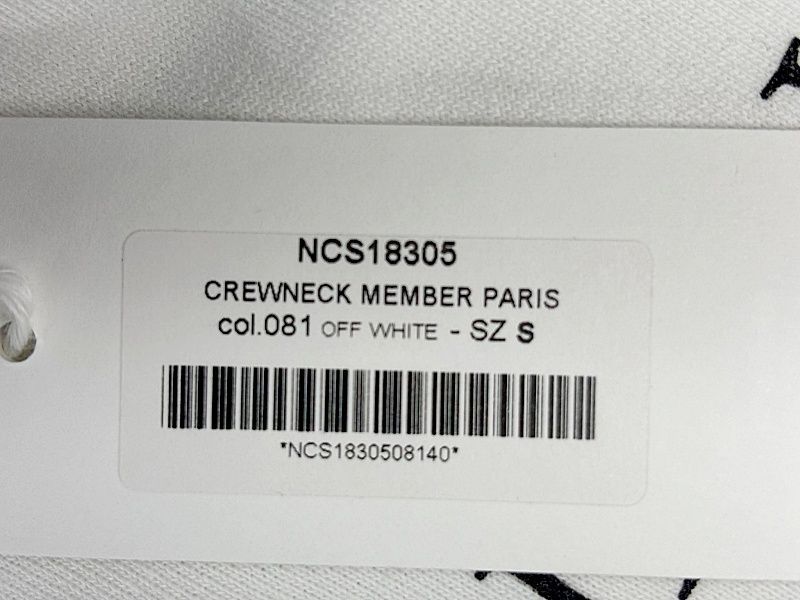 NCS18305
CREWNECK MEMBER PARIS
col.081 OFF WHITE - SZ S
*NCS1830508140*